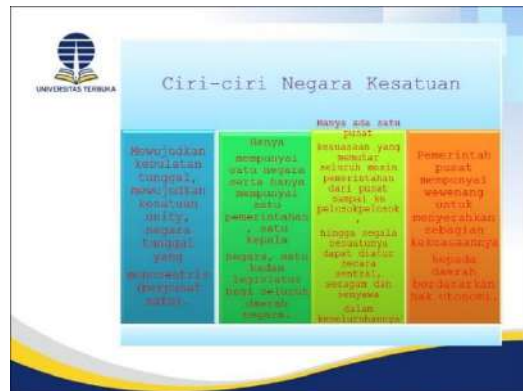 UNIVERSITAS TERBUKA
Ciri-ciri Negara Kesatuan
Mewujudkan
kebulatan
tunggal,
mewujudkan
kesatuan
unity,
negara
tunggal
yang
monosentris
(berpusat
satu).
Hanya
mempunyai
satu negara
serta hanya
mempunyai
satu
pemerintahan
, satu
kepala
negara, satu
badan
legislatif
bagi seluruh
daerah
negara.
Hanya ada satu
pusat
kekuasaan yang
memutar
seluruh mesin
pemerintahan
dari pusat
sampai ke
pelosokpelosok
,
hingga segala
sesuatunya
dapat diatur
secara
sentral,
seragam dan
senyawa
dalam
keseluruhannya
Pemerintah
pusat
mempunyai
wewenang
untuk
menyerahkan
sebagian
kekuasaannya
kepada
daerah
berdasarkan
hak otonomi.